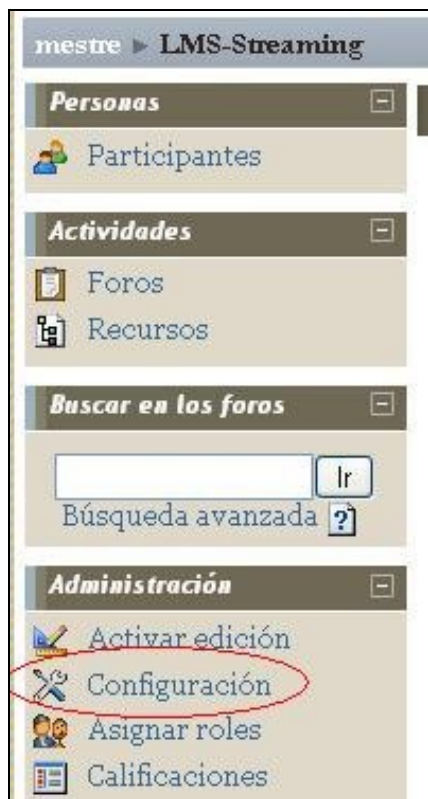 mestre ► LMS-Streaming
Personas
Participantes
Actividades
Foros
Recursos
Buscar en los foros
Ir
Búsqueda avanzada ?
Administración
Activar edición
Configuración
Asignar roles
Calificaciones